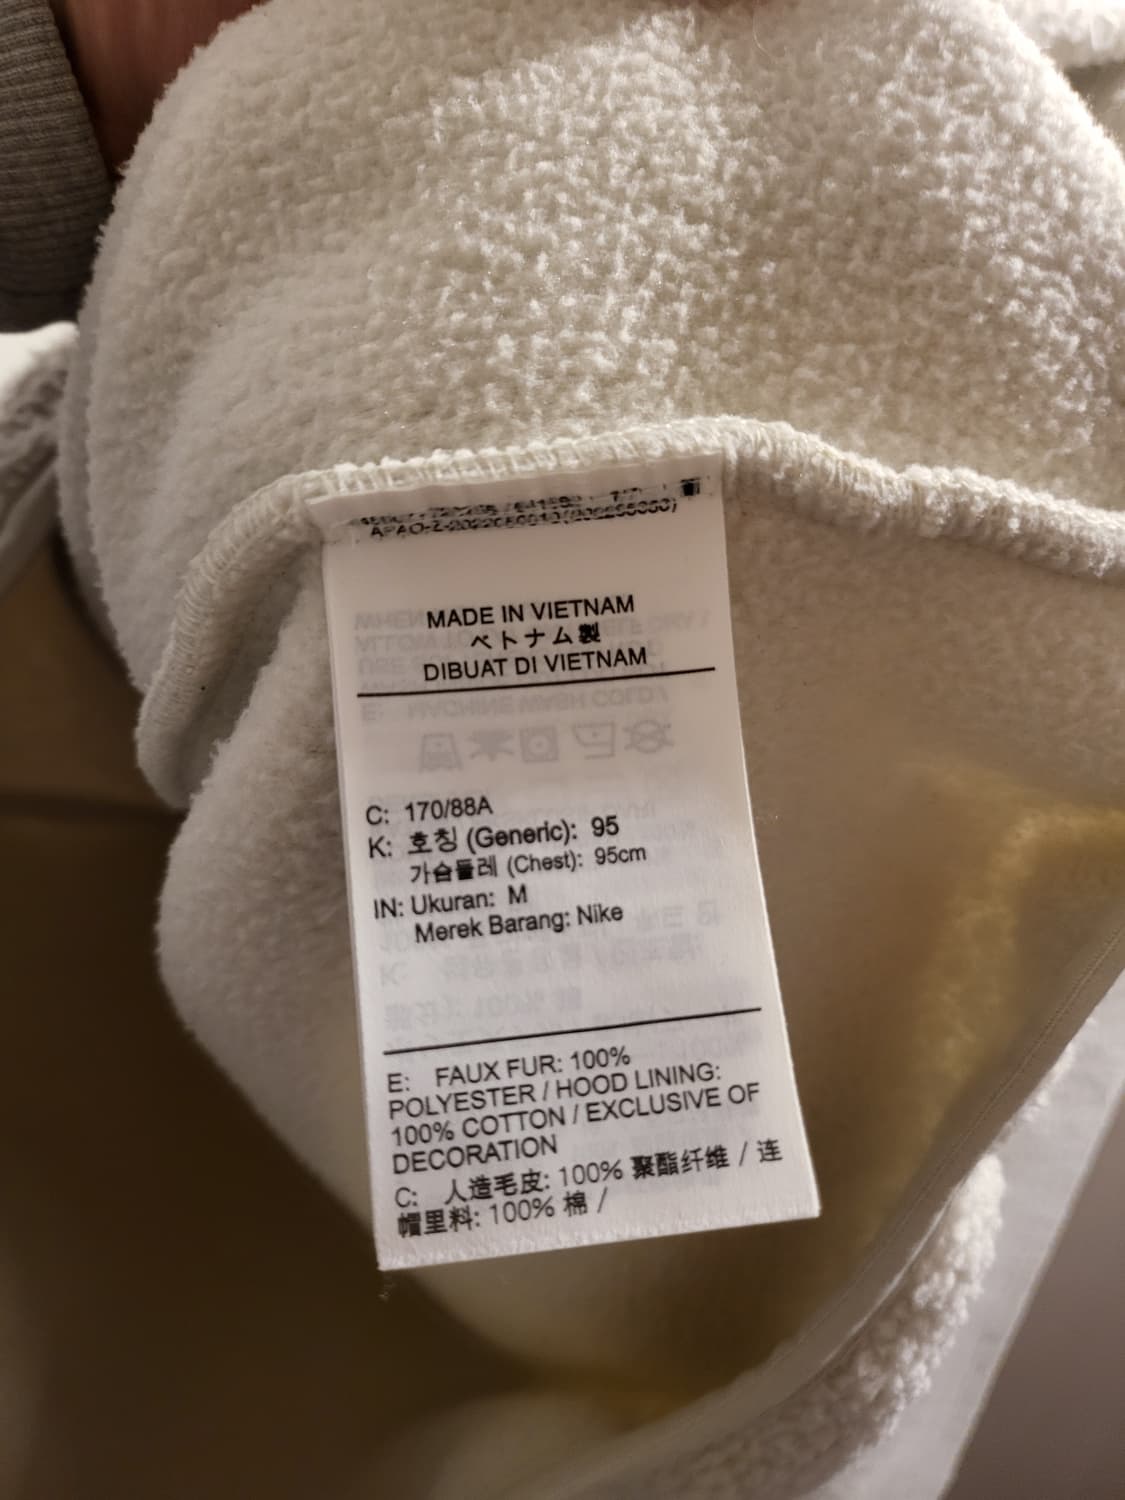 MADE IN VIETNAM
ベトナム製
DIBUAT DI VIETNAM
C: 170/88A
K: 호칭 (Generic): 95
가슴둘레 (Chest): 95cm
IN: Ukuran: M
Merek Barang: Nike
E: FAUX FUR: 100%
POLYESTER / HOOD LINING:
100% COTTON / EXCLUSIVE OF
DECORATION
C: 人造毛皮: 100% 聚酯纤维 / 连
帽里料: 100% 棉 /